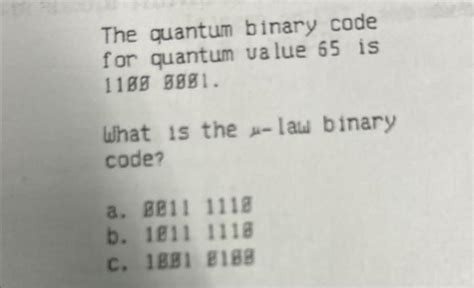 The quantum binary code
for quantum value 65 is
1100 0001.
What is the μ-law binary
code?
a. 0011 1110
b. 1011 1110
c. 1001 0100